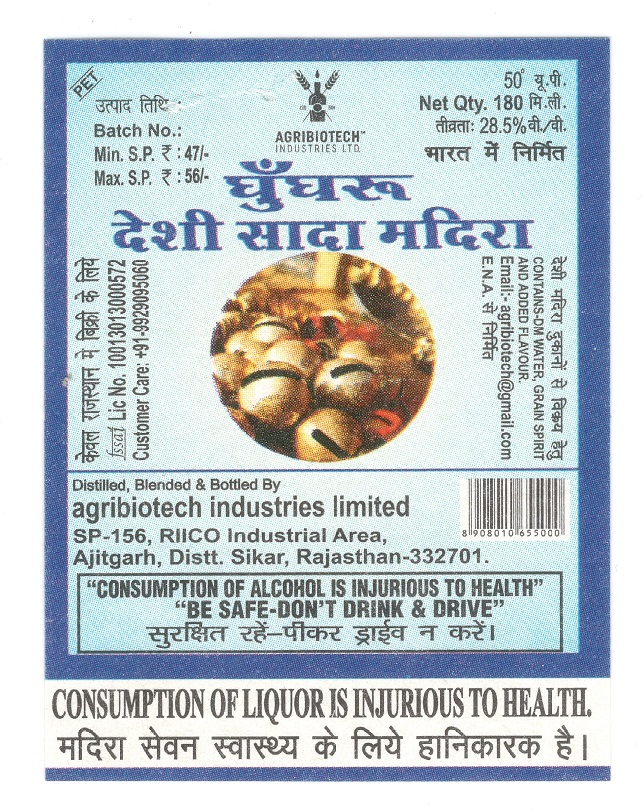 PET
उत्पाद तिथि :
Batch No.:
Min. S.P. ₹ : 47/-
Max. S.P. ₹ : 56/-
AGRIBIOTECH™
INDUSTRIES LTD.
50° यू.पी.
Net Qty. 180 मि.ली.
तीव्रता: 28.5%वी./वी.
भारत में निर्मित
घुँघरू
देशी सादा मदिरा
केवल राजस्थान मे बिक्री के लिये
fssai Lic No. 10013013000572
Customer Care: +91-9929095060
देशी मदिरा दुकानों से विक्रय हेतु
CONTAINS-DM WATER, GRAIN SPIRIT
AND ADDED FLAVOUR.
Email:- agribiotech@gmail.com
E.N.A. से निर्मित
Distilled, Blended & Bottled By
agribiotech industries limited
SP-156, RIICO Industrial Area,
Ajitgarh, Distt. Sikar, Rajasthan-332701.
8 908010 655000
"CONSUMPTION OF ALCOHOL IS INJURIOUS TO HEALTH"
"BE SAFE-DON'T DRINK & DRIVE"
सुरक्षित रहें–पीकर ड्राईव न करें।
CONSUMPTION OF LIQUOR IS INJURIOUS TO HEALTH.
मदिरा सेवन स्वास्थ्य के लिये हानिकारक है।